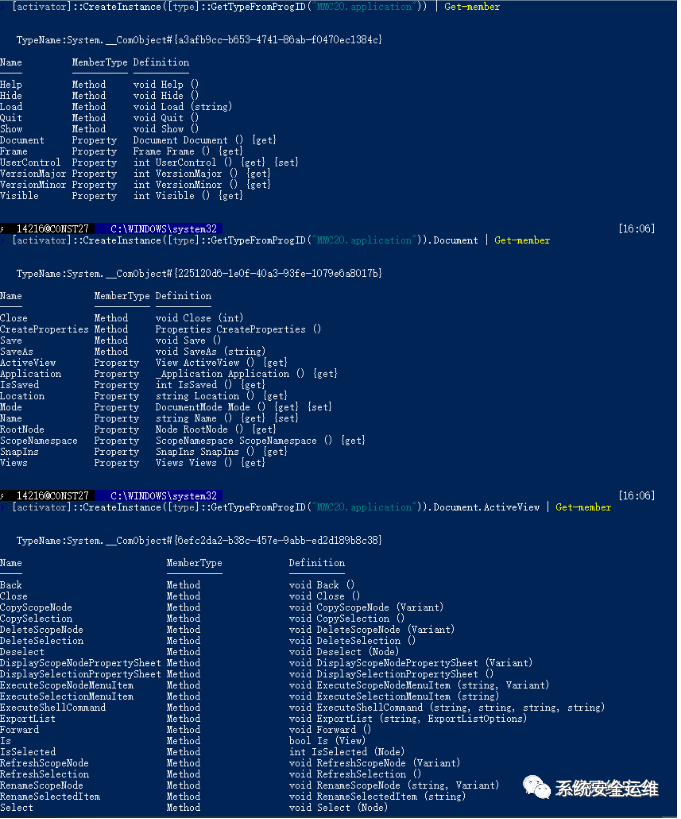 [activator]::CreateInstance([type]::GetTypeFromProgID("MMC20.application")) | Get-member
TypeName:System.__ComObject#{a3afb9cc-b653-4741-86ab-f0470ec1384c}
Name MemberType Definition
Help Method void Help ()
Hide Method void Hide ()
Load Method void Load (string)
Quit Method void Quit ()
Show Method void Show ()
Document Property Document Document () {get}
Frame Property Frame Frame () {get}
UserControl Property int UserControl () {get} {set}
VersionMajor Property int VersionMajor () {get}
VersionMinor Property int VersionMinor () {get}
Visible Property int Visible () {get}
14216@CONST27 C:\WINDOWS\system32 [16:06]
[activator]::CreateInstance([type]::GetTypeFromProgID("MMC20.application")).Document | Get-member
TypeName:System.__ComObject#{225120d6-1e0f-40a3-93fe-1079e6a8017b}
Name MemberType Definition
Close Method void Close (int)
CreateProperties Method Properties CreateProperties ()
Save Method void Save ()
SaveAs Method void SaveAs (string)
ActiveView Property View ActiveView () {get}
Application Property _Application Application () {get}
IsSaved Property int IsSaved () {get}
Location Property string Location () {get}
Mode Property DocumentMode Mode () {get} {set}
Name Property string Name () {get} {set}
RootNode Property Node RootNode () {get}
ScopeNamespace Property ScopeNamespace ScopeNamespace () {get}
SnapIns Property SnapIns SnapIns () {get}
Views Property Views Views () {get}
14216@CONST27 C:\WINDOWS\system32 [16:06]
[activator]::CreateInstance([type]::GetTypeFromProgID("MMC20.application")).Document.ActiveView | Get-member
TypeName:System.__ComObject#{6efc2da2-b38c-457e-9abb-ed2d189b8c38}
Name MemberType Definition
Back Method void Back ()
Close Method void Close ()
CopyScopeNode Method void CopyScopeNode (Variant)
CopySelection Method void CopySelection ()
DeleteScopeNode Method void DeleteScopeNode (Variant)
DeleteSelection Method void DeleteSelection ()
Deselect Method void Deselect (Node)
DisplayScopeNodePropertySheet Method void DisplayScopeNodePropertySheet (Variant)
DisplaySelectionPropertySheet Method void DisplaySelectionPropertySheet ()
ExecuteScopeNodeMenuItem Method void ExecuteScopeNodeMenuItem (string, Variant)
ExecuteSelectionMenuItem Method void ExecuteSelectionMenuItem (string)
ExecuteShellCommand Method void ExecuteShellCommand (string, string, string, string)
ExportList Method void ExportList (string, ExportListOptions)
Forward Method void Forward ()
Is Method bool Is (View)
IsSelected Method int IsSelected (Node)
RefreshScopeNode Method void RefreshScopeNode (Variant)
RefreshSelection Method void RefreshSelection ()
RenameScopeNode Method void RenameScopeNode (string, Variant)
RenameSelectedItem Method void RenameSelectedItem (string)
Select Method void Select (Node)
系统安全运维